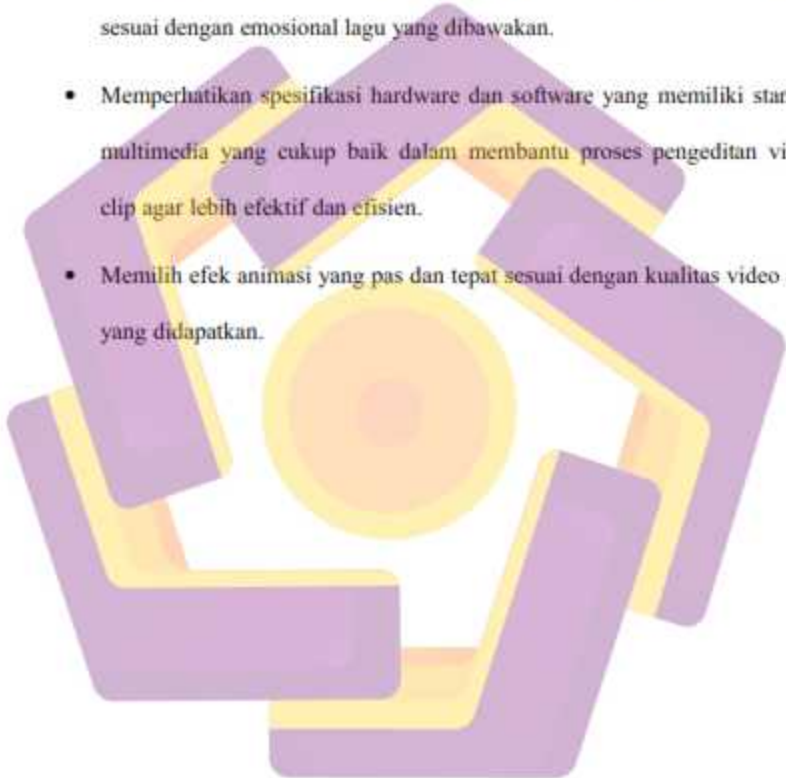 sesuai dengan emosional lagu yang dibawakan.
• Memperhatikan spesifikasi hardware dan software yang memiliki stan
multimedia yang cukup baik dalam membantu proses pengeditan vi
clip agar lebih efektif dan efisien.
• Memilih efek animasi yang pas dan tepat sesuai dengan kualitas video
yang didapatkan.